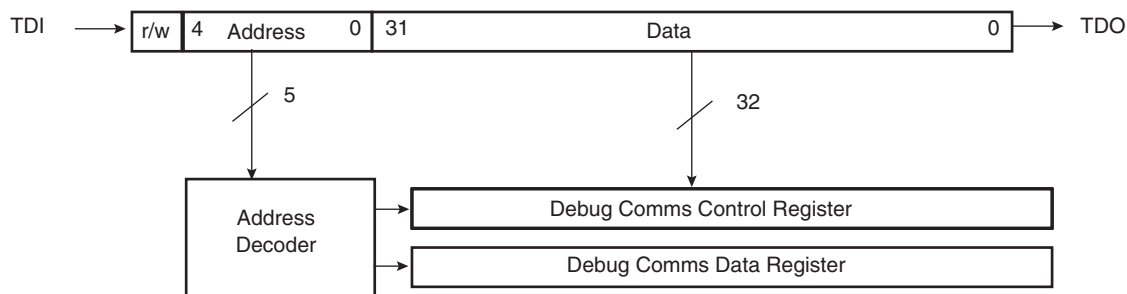 TDI r/w 4 Address 0 31 Data 0 TDO
5
32
Address
Decoder
Debug Comms Control Register
Debug Comms Data Register